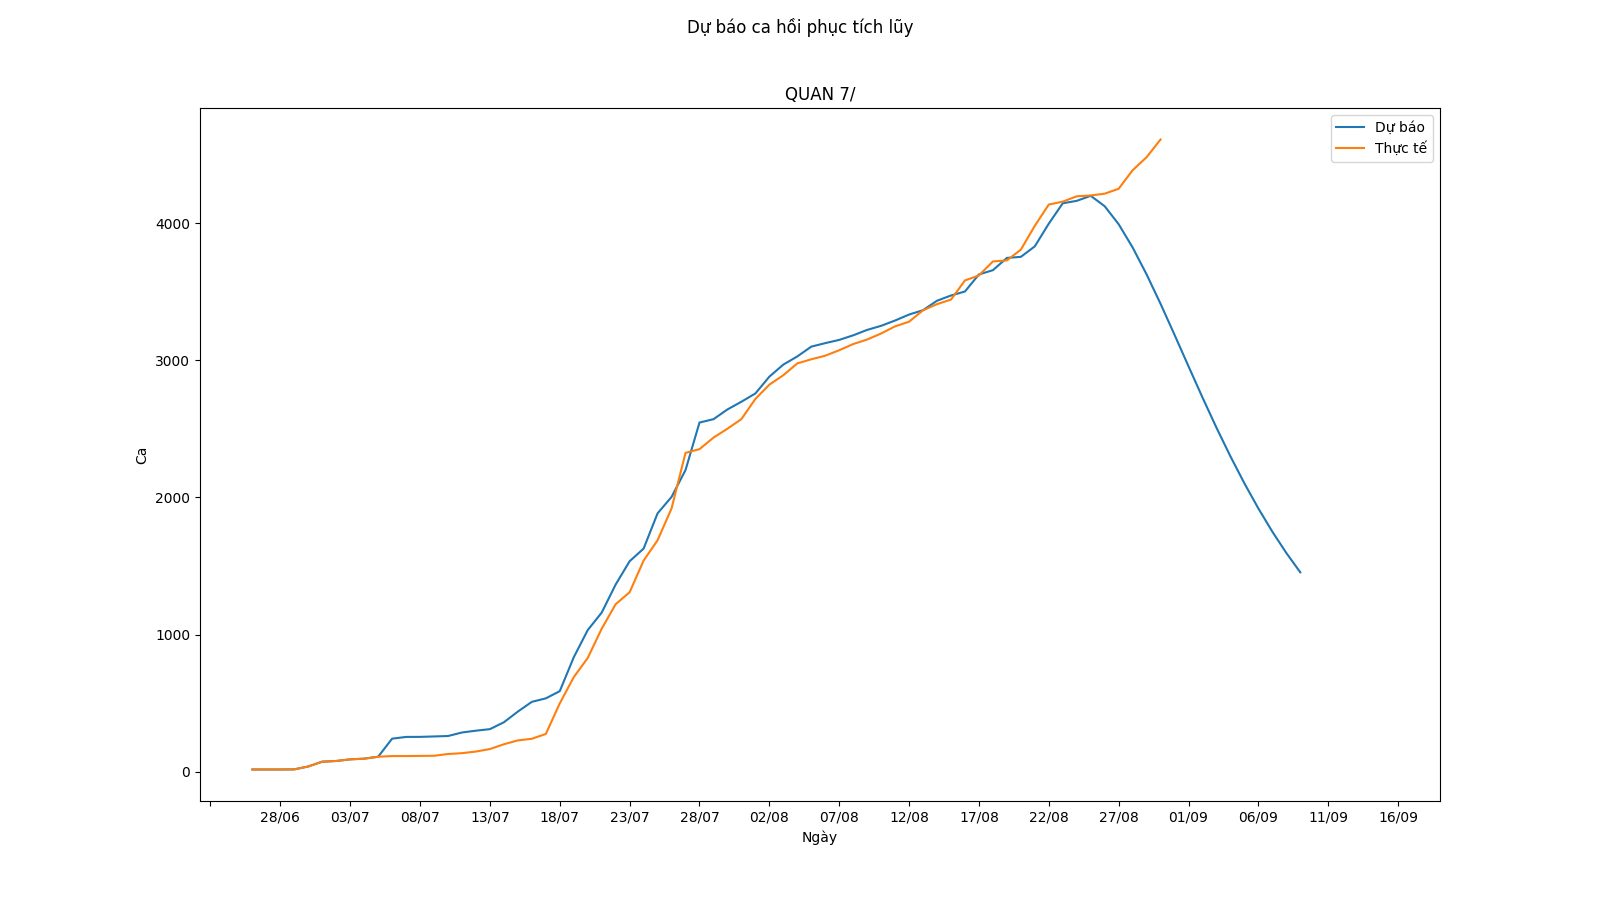 Dự báo ca hồi phục tích lũy
QUAN 7/
Dự báo
Thực tế
4000
3000
2000
1000
0
Ca
28/06 03/07 08/07 13/07 18/07 23/07 28/07 02/08 07/08 12/08 17/08 22/08 27/08 01/09 06/09 11/09 16/09
Ngày